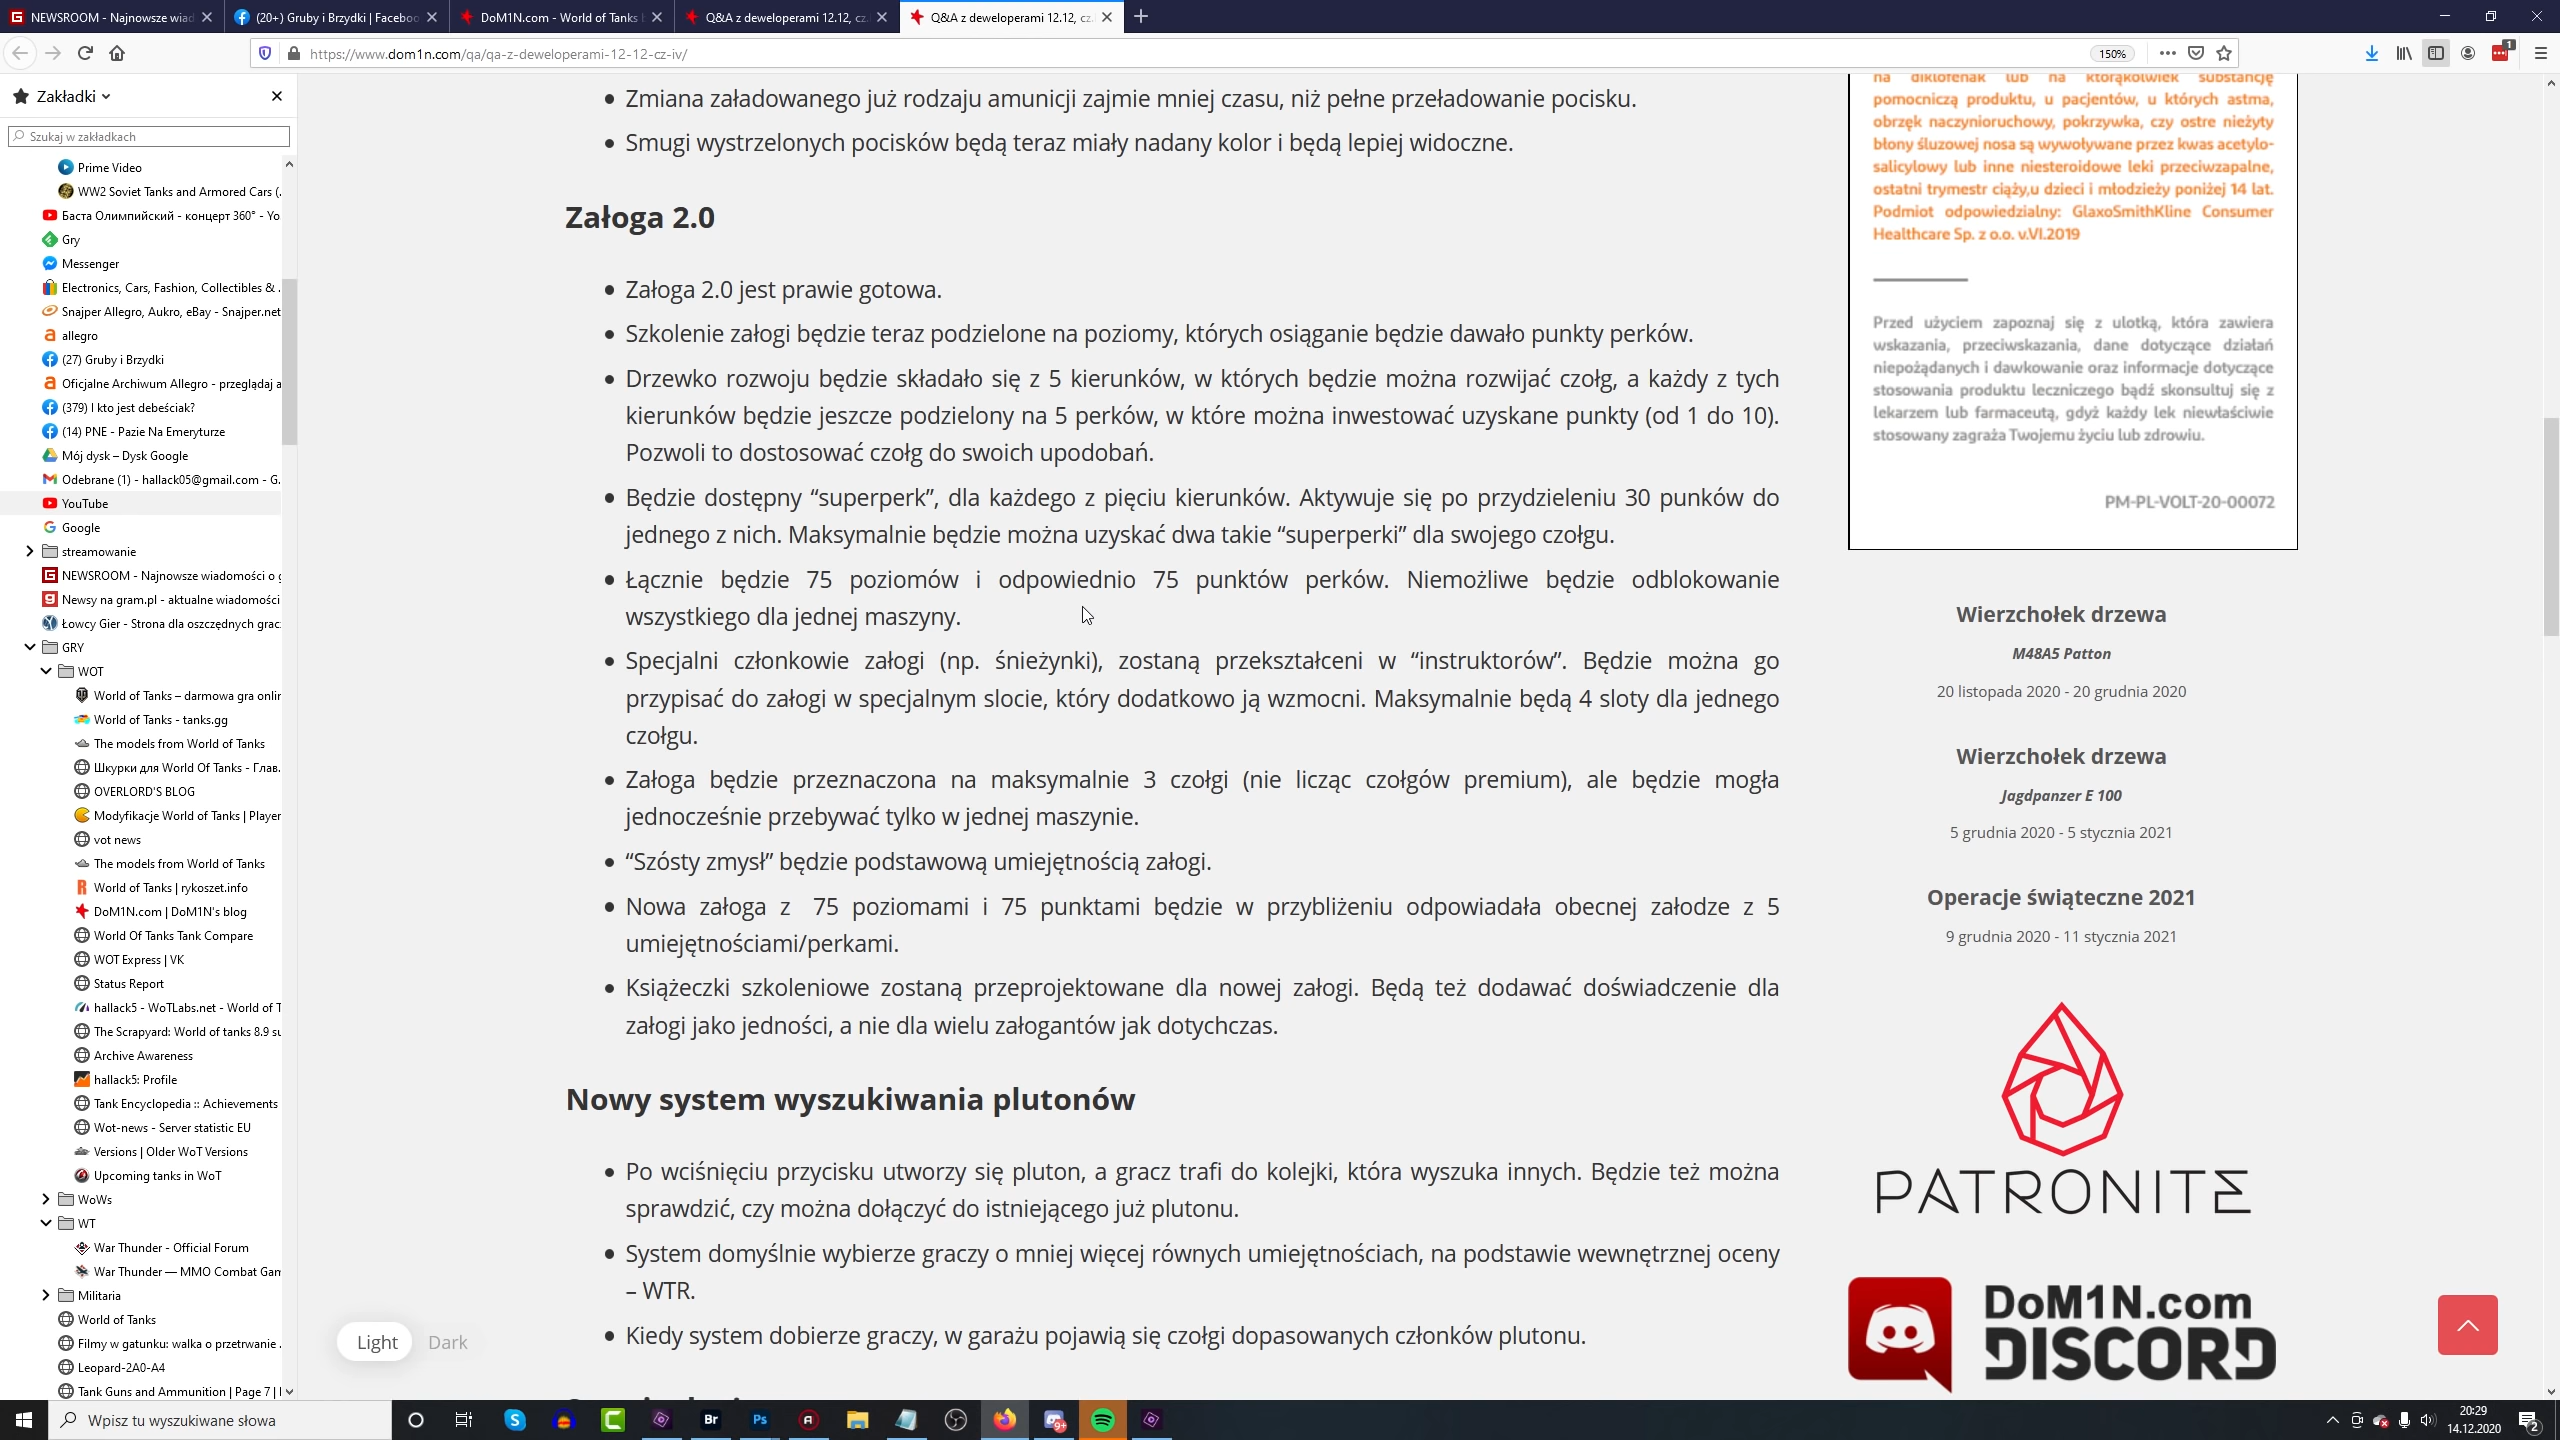 NEWSROOM - Najnowsze wiad
(20+) Gruby i Brzydki | Faceboo
DoM1N.com - World of Tanks
Q&A z deweloperami 12.12, cz.
Q&A z deweloperami 12.12, cz.
https://www.dom1n.com/qa/qa-z-deweloperami-12-12-cz-iv/
150%
1
Zakładki
Szukaj w zakładkach
Prime Video
WW2 Soviet Tanks and Armored Cars (.
Баста Олимпийский - концерт 360° - Yo
Gry
Messenger
Electronics, Cars, Fashion, Collectibles & .
Snajper Allegro, Aukro, eBay - Snajper.net
allegro
(27) Gruby i Brzydki
Oficjalne Archiwum Allegro - przeglądaj a
(379) I kto jest debeściak?
(14) PNE - Pazie Na Emeryturze
Mój dysk – Dysk Google
Odebrane (1) - hallack05@gmail.com - G.
YouTube
Google
streamowanie
NEWSROOM - Najnowsze wiadomości o g
Newsy na gram.pl - aktualne wiadomości
Łowcy Gier - Strona dla oszczędnych grac
GRY
WOT
World of Tanks – darmowa gra onlin
World of Tanks - tanks.gg
The models from World of Tanks
Шкурки для World Of Tanks - Глав.
OVERLORD'S BLOG
Modyfikacje World of Tanks | Player
vot news
The models from World of Tanks
World of Tanks | rykoszet.info
DoM1N.com | DoM1N's blog
World Of Tanks Tank Compare
WOT Express | VK
Status Report
hallack5 - WoTLabs.net - World of T
The Scrapyard: World of tanks 8.9 su
Archive Awareness
hallack5: Profile
Tank Encyclopedia :: Achievements
Wot-news - Server statistic EU
Versions | Older WoT Versions
Upcoming tanks in WoT
WoWs
WT
War Thunder - Official Forum
War Thunder — MMO Combat Gam
Militaria
World of Tanks
Filmy w gatunku: walka o przetrwanie .
Leopard-2A0-A4
Tank Guns and Ammunition | Page 7 |
Zmiana załadowanego już rodzaju amunicji zajmie mniej czasu, niż pełne przeładowanie pocisku.
Smugi wystrzelonych pocisków będą teraz miały nadany kolor i będą lepiej widoczne.
Załoga 2.0
Załoga 2.0 jest prawie gotowa.
Szkolenie załogi będzie teraz podzielone na poziomy, których osiąganie będzie dawało punkty perków.
Drzewko rozwoju będzie składało się z 5 kierunków, w których będzie można rozwijać czołg, a każdy z tych
kierunków będzie jeszcze podzielony na 5 perków, w które można inwestować uzyskane punkty (od 1 do 10).
Pozwoli to dostosować czołg do swoich upodobań.
Będzie dostępny “superperk”, dla każdego z pięciu kierunków. Aktywuje się po przydzieleniu 30 punków do
jednego z nich. Maksymalnie będzie można uzyskać dwa takie “superperki” dla swojego czołgu.
Łącznie będzie 75 poziomów i odpowiednio 75 punktów perków. Niemożliwe będzie odblokowanie
wszystkiego dla jednej maszyny.
Specjalni członkowie załogi (np. śnieżynki), zostaną przekształceni w “instruktorów”. Będzie można go
przypisać do załogi w specjalnym slocie, który dodatkowo ją wzmocni. Maksymalnie będą 4 sloty dla jednego
czołgu.
Załoga będzie przeznaczona na maksymalnie 3 czołgi (nie licząc czołgów premium), ale będzie mogła
jednocześnie przebywać tylko w jednej maszynie.
“Szósty zmysł” będzie podstawową umiejętnością załogi.
Nowa załoga z 75 poziomami i 75 punktami będzie w przybliżeniu odpowiadała obecnej załodze z 5
umiejętnościami/perkami.
Książeczki szkoleniowe zostaną przeprojektowane dla nowej załogi. Będą też dodawać doświadczenie dla
załogi jako jedności, a nie dla wielu załogantów jak dotychczas.
Nowy system wyszukiwania plutonów
Po wciśnięciu przycisku utworzy się pluton, a gracz trafi do kolejki, która wyszuka innych. Będzie też można
sprawdzić, czy można dołączyć do istniejącego już plutonu.
System domyślnie wybierze graczy o mniej więcej równych umiejętnościach, na podstawie wewnętrznej oceny
– WTR.
Kiedy system dobierze graczy, w garażu pojawią się czołgi dopasowanych członków plutonu.
Light Dark
na diklofenak lub na którąkolwiek substancję
pomocniczą produktu, u pacjentów, u których astma,
obrzęk naczynioruchowy, pokrzywka, czy ostre nieżyty
błony śluzowej nosa są wywoływane przez kwas acetylo-
salicylowy lub inne niesteroidowe leki przeciwzapalne,
ostatni trymestr ciąży,u dzieci i młodzieży poniżej 14 lat.
Podmiot odpowiedzialny: GlaxoSmithKline Consumer
Healthcare Sp. z o.o. v.VI.2019
Przed użyciem zapoznaj się z ulotką, która zawiera
wskazania, przeciwskazania, dane dotyczące działań
niepożądanych i dawkowanie oraz informacje dotyczące
stosowania produktu leczniczego bądź skonsultuj się z
lekarzem lub farmaceutą, gdyż każdy lek niewłaściwie
stosowany zagraża Twojemu życiu lub zdrowiu.
PM-PL-VOLT-20-00072
Wierzchołek drzewa
M48A5 Patton
20 listopada 2020 - 20 grudnia 2020
Wierzchołek drzewa
Jagdpanzer E 100
5 grudnia 2020 - 5 stycznia 2021
Operacje świąteczne 2021
9 grudnia 2020 - 11 stycznia 2021
PATRONITE
DoM1N.com
DISCORD
Wpisz tu wyszukiwane słowa
Br
Ps
9+
20:29
14.12.2020
2